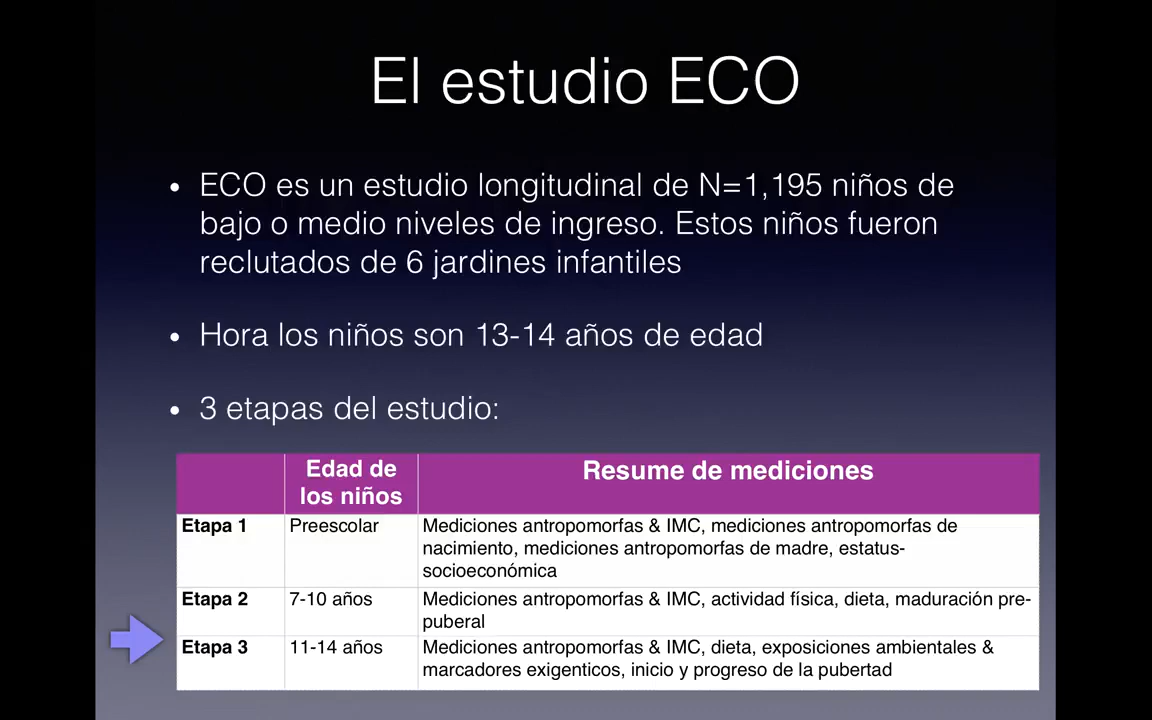 El estudio ECO
• ECO es un estudio longitudinal de N=1,195 niños de
bajo o medio niveles de ingreso. Estos niños fueron
reclutados de 6 jardines infantiles
• Hora los niños son 13-14 años de edad
• 3 etapas del estudio:
Edad de
los niños
Resume de mediciones
Etapa 1
Preescolar
Mediciones antropomorfas & IMC, mediciones antropomorfas de
nacimiento, mediciones antropomorfas de madre, estatus-
socioeconómica
Etapa 2
7-10 años
Mediciones antropomorfas & IMC, actividad física, dieta, maduración pre-
puberal
Etapa 3
11-14 años
Mediciones antropomorfas & IMC, dieta, exposiciones ambientales &
marcadores exigenticos, inicio y progreso de la pubertad